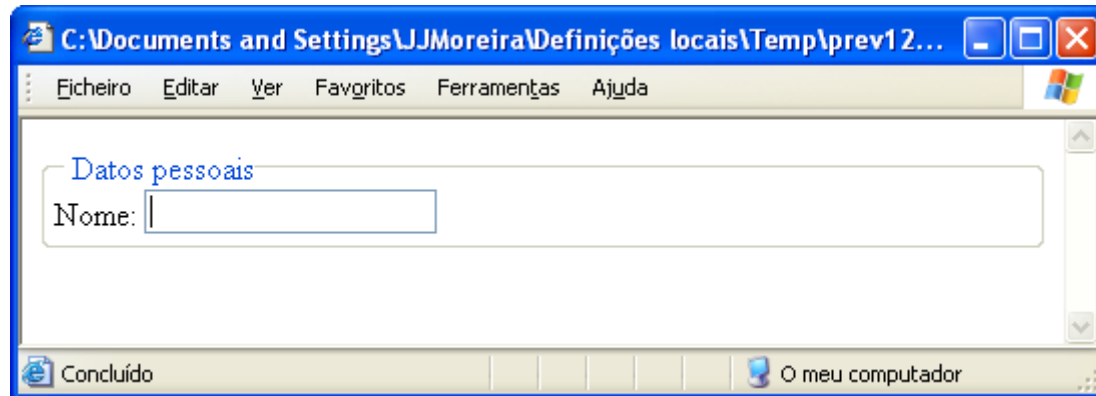 C:\Documents and Settings\JJMoreira\Definições locais\Temp\prev12...
Ficheiro Editar Ver Favoritos Ferramentas Ajuda
Datos pessoais
Nome:
Concluído O meu computador